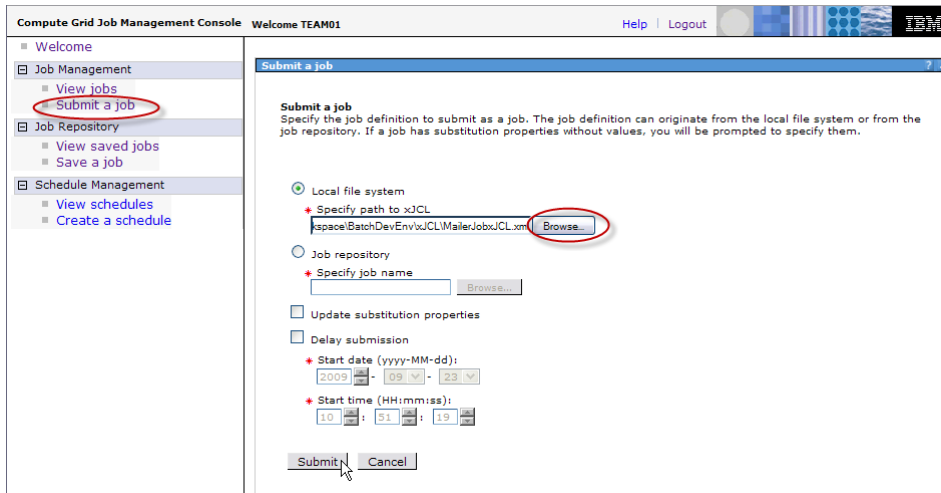 Compute Grid Job Management Console Welcome TEAM01 Help Logout IBM
Welcome
Job Management
View jobs
Submit a job
Job Repository
View saved jobs
Save a job
Schedule Management
View schedules
Create a schedule
Submit a job ?
Submit a job
Specify the job definition to submit as a job. The job definition can originate from the local file system or from the
job repository. If a job has substitution properties without values, you will be prompted to specify them.
Local file system
* Specify path to xJCL
kspace\BatchDevEnv\xJCL\MailerJobxJCL.xm Browse...
Job repository
* Specify job name
Browse...
Update substitution properties
Delay submission
* Start date (yyyy-MM-dd):
2009 - 09 - 23
* Start time (HH:mm:ss):
10 : 51 : 19
Submit Cancel